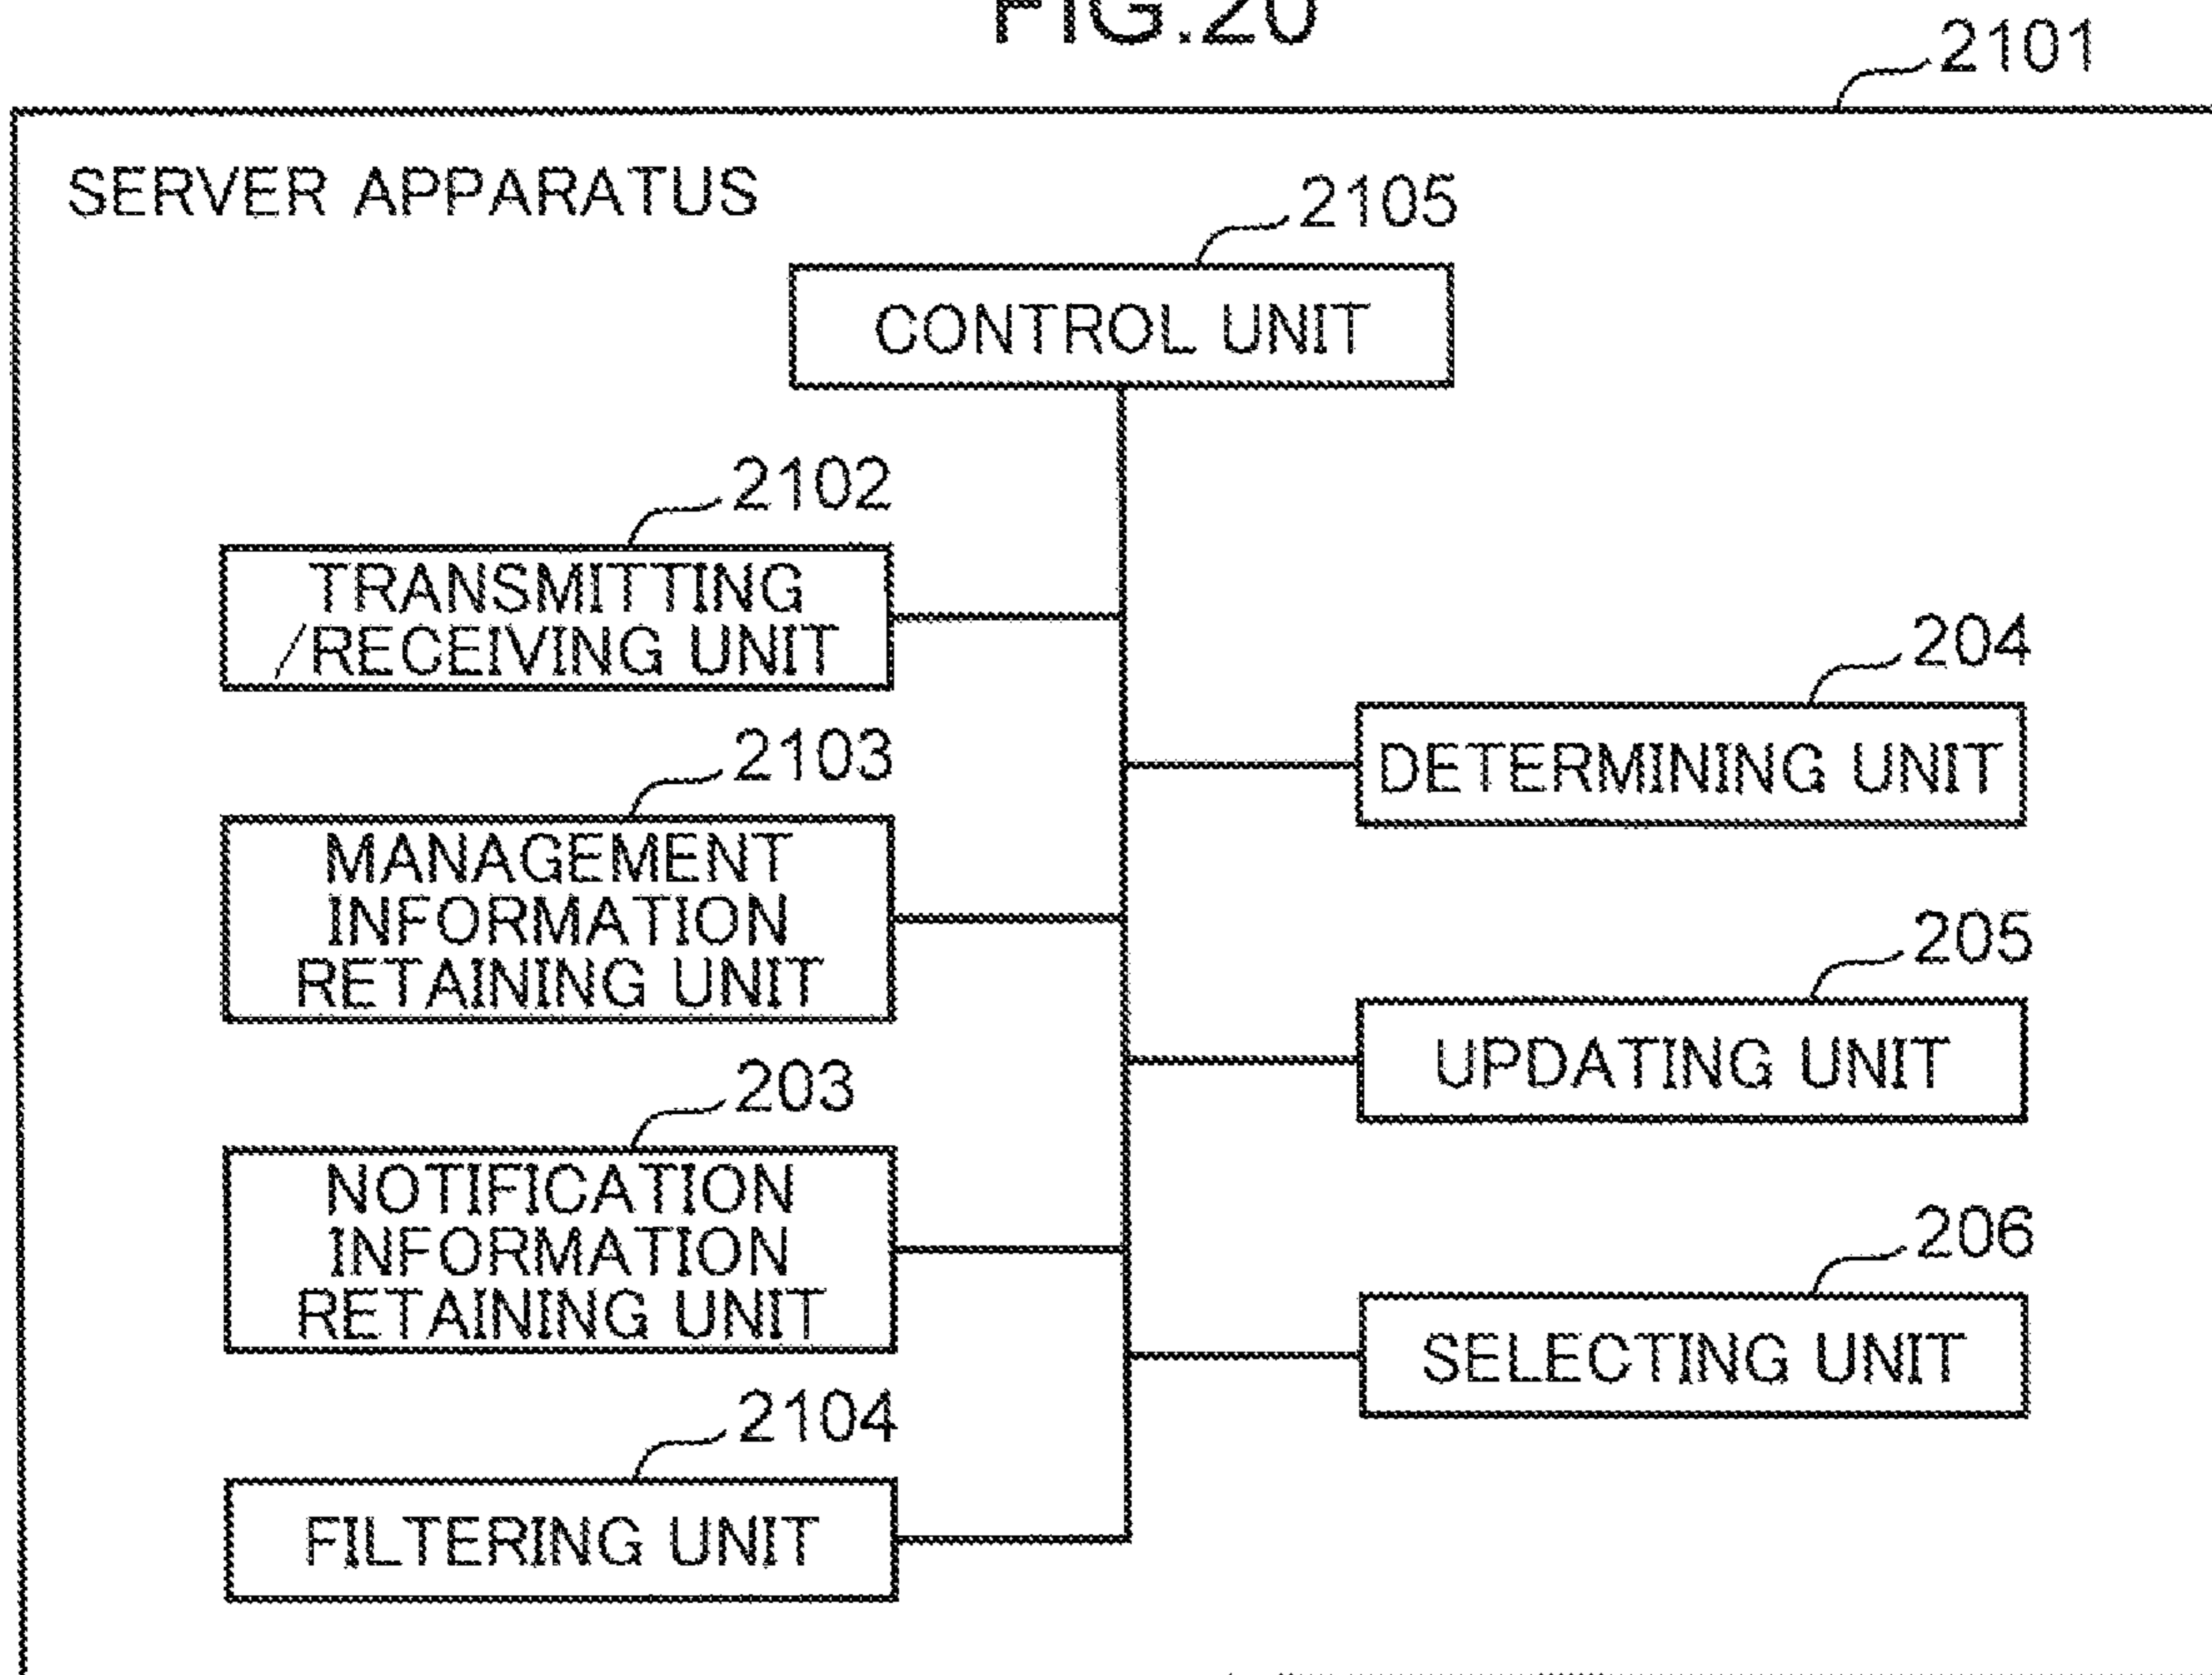 FIG.20
2101
SERVER APPARATUS
2105
CONTROL UNIT
2102
TRANSMITTING
/RECEIVING UNIT
204
DETERMINING UNIT
2103
MANAGEMENT
INFORMATION
RETAINING UNIT
205
UPDATING UNIT
203
NOTIFICATION
INFORMATION
RETAINING UNIT
206
SELECTING UNIT
2104
FILTERING UNIT